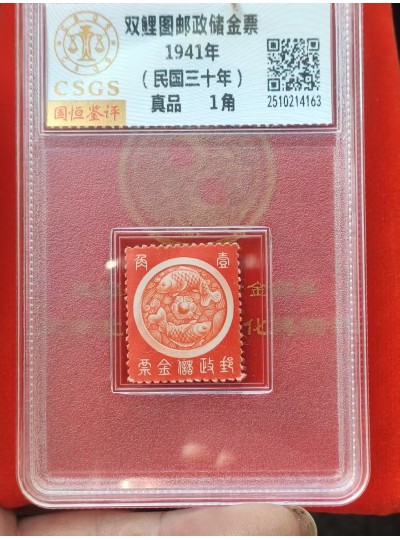 双鲤图邮政储金票
1941年
(民国三十年)
真品 1角
CSGS
国恒鉴评
2510214163
角 壹
票金儲政郵